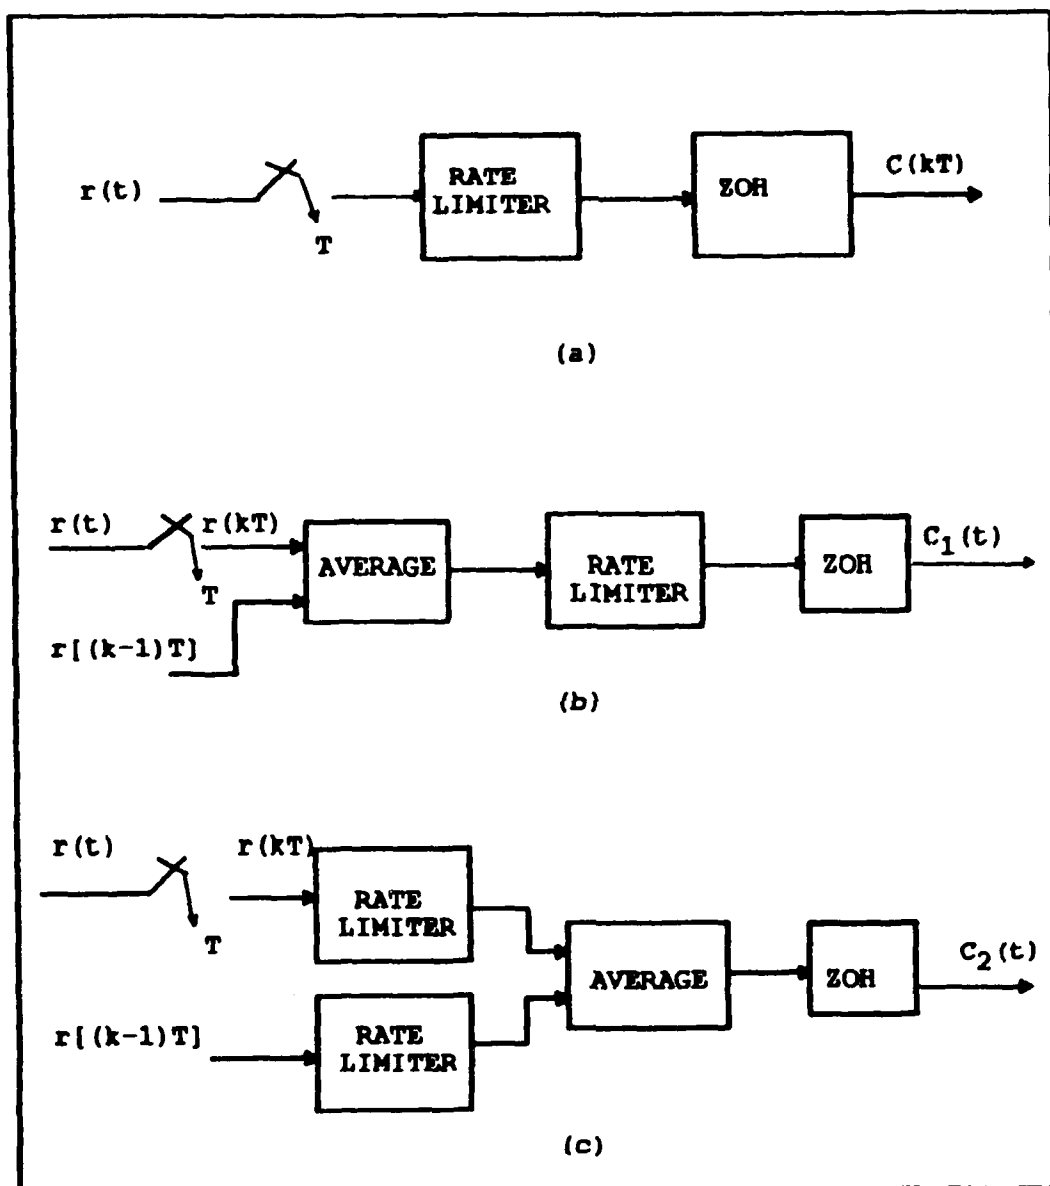 r(t)
T
RATE
LIMITER
ZOH
C(kT)
(a)
r(t)
r(kT)
T
r[(k-1)T]
AVERAGE
RATE
LIMITER
ZOH
C₁(t)
(b)
r(t)
r(kT)
T
RATE
LIMITER
r[(k-1)T]
RATE
LIMITER
AVERAGE
ZOH
C₂(t)
(c)